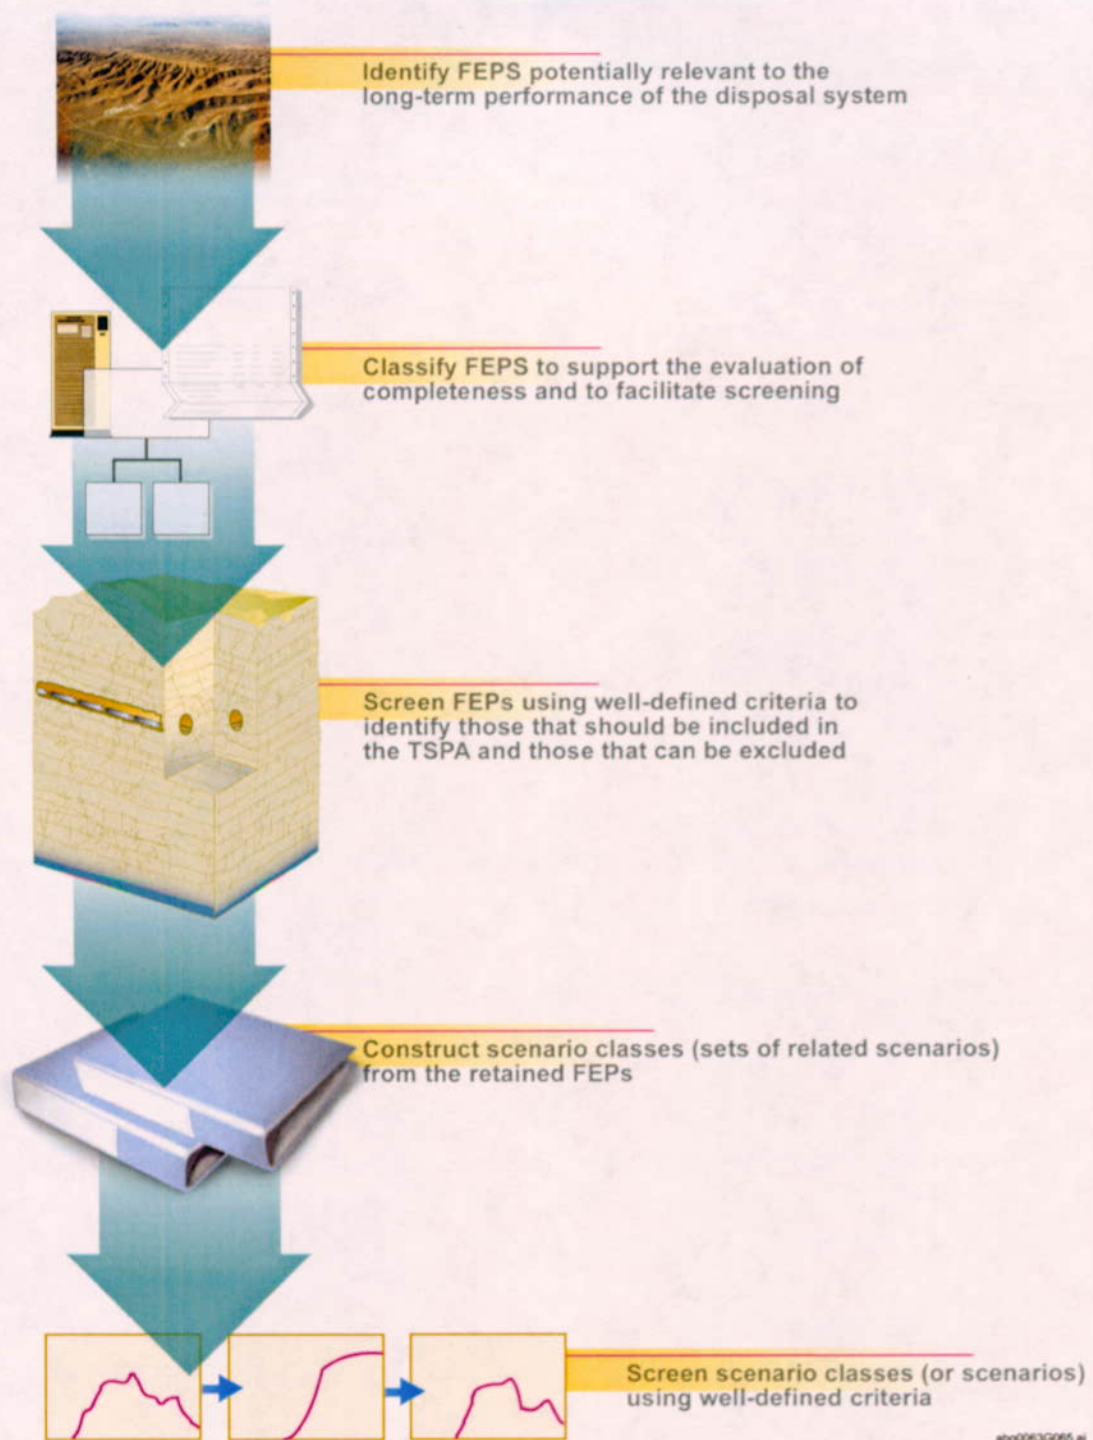 Identify FEPS potentially relevant to the
long-term performance of the disposal system
Classify FEPS to support the evaluation of
completeness and to facilitate screening
Screen FEPs using well-defined criteria to
identify those that should be included in
the TSPA and those that can be excluded
Construct scenario classes (sets of related scenarios)
from the retained FEPs
Screen scenario classes (or scenarios)
using well-defined criteria